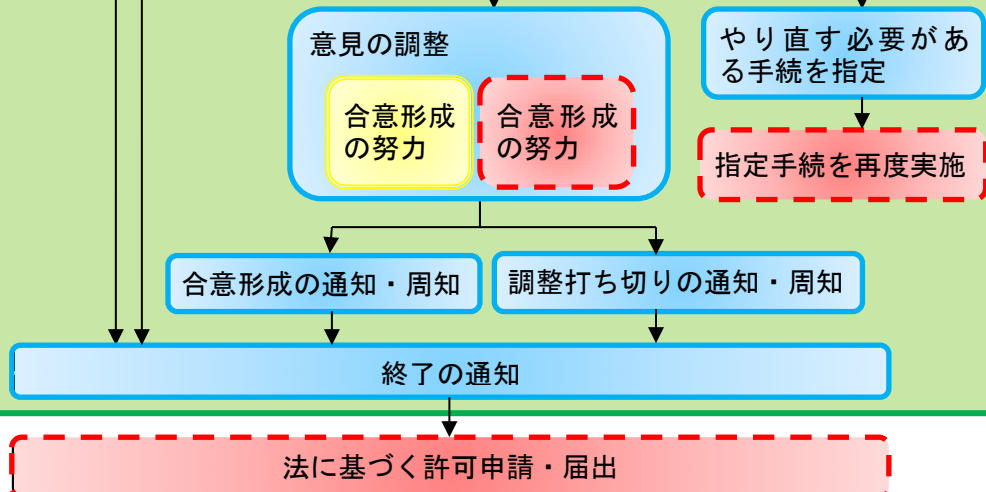 意見の調整
合意形成
の努力
合意形成
の努力
やり直す必要があ
る手続を指定
指定手続を再度実施
合意形成の通知・周知
調整打ち切りの通知・周知
終了の通知
法に基づく許可申請・届出